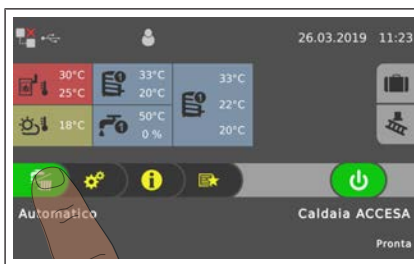 26.03.2019 11:23
30°C
25°C
33°C
20°C
33°C
22°C
20°C
18°C
50°C
0 %
Automatico
Caldaia ACCESA
Pronta